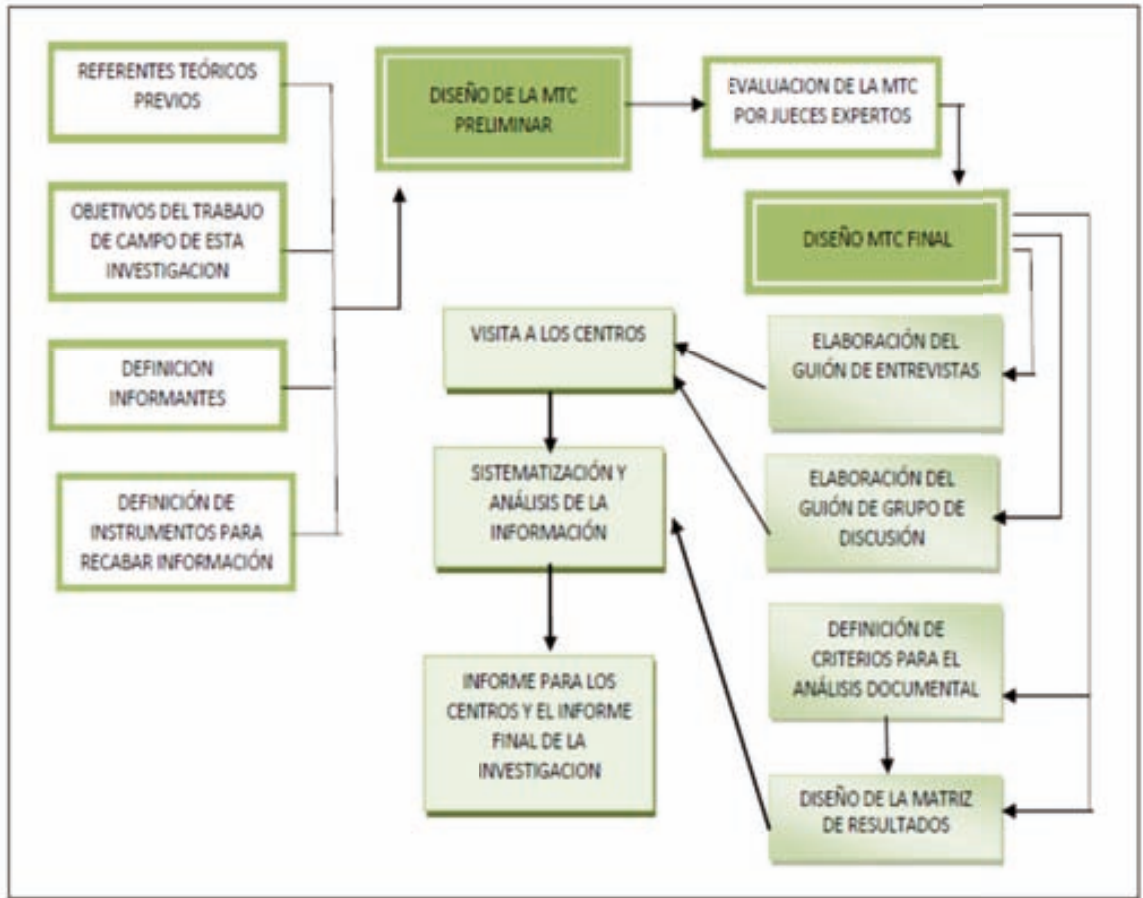 REFERENTES TEÓRICOS
PREVIOS
OBJETIVOS DEL TRABAJO
DE CAMPO DE ESTA
INVESTIGACION
DEFINICION
INFORMANTES
DEFINICIÓN DE
INSTRUMENTOS PARA
RECABAR INFORMACIÓN
DISEÑO DE LA MTC
PRELIMINAR
EVALUACION DE LA MTC
POR JUECES EXPERTOS
DISEÑO MTC FINAL
ELABORACIÓN DEL
GUIÓN DE ENTREVISTAS
ELABORACIÓN DEL
GUIÓN DE GRUPO DE
DISCUSIÓN
DEFINICIÓN DE
CRITERIOS PARA EL
ANÁLISIS DOCUMENTAL
DISEÑO DE LA MATRIZ
DE RESULTADOS
VISITA A LOS CENTROS
SISTEMATIZACIÓN Y
ANÁLISIS DE LA
INFORMACIÓN
INFORME PARA LOS
CENTROS Y EL INFORME
FINAL DE LA
INVESTIGACION